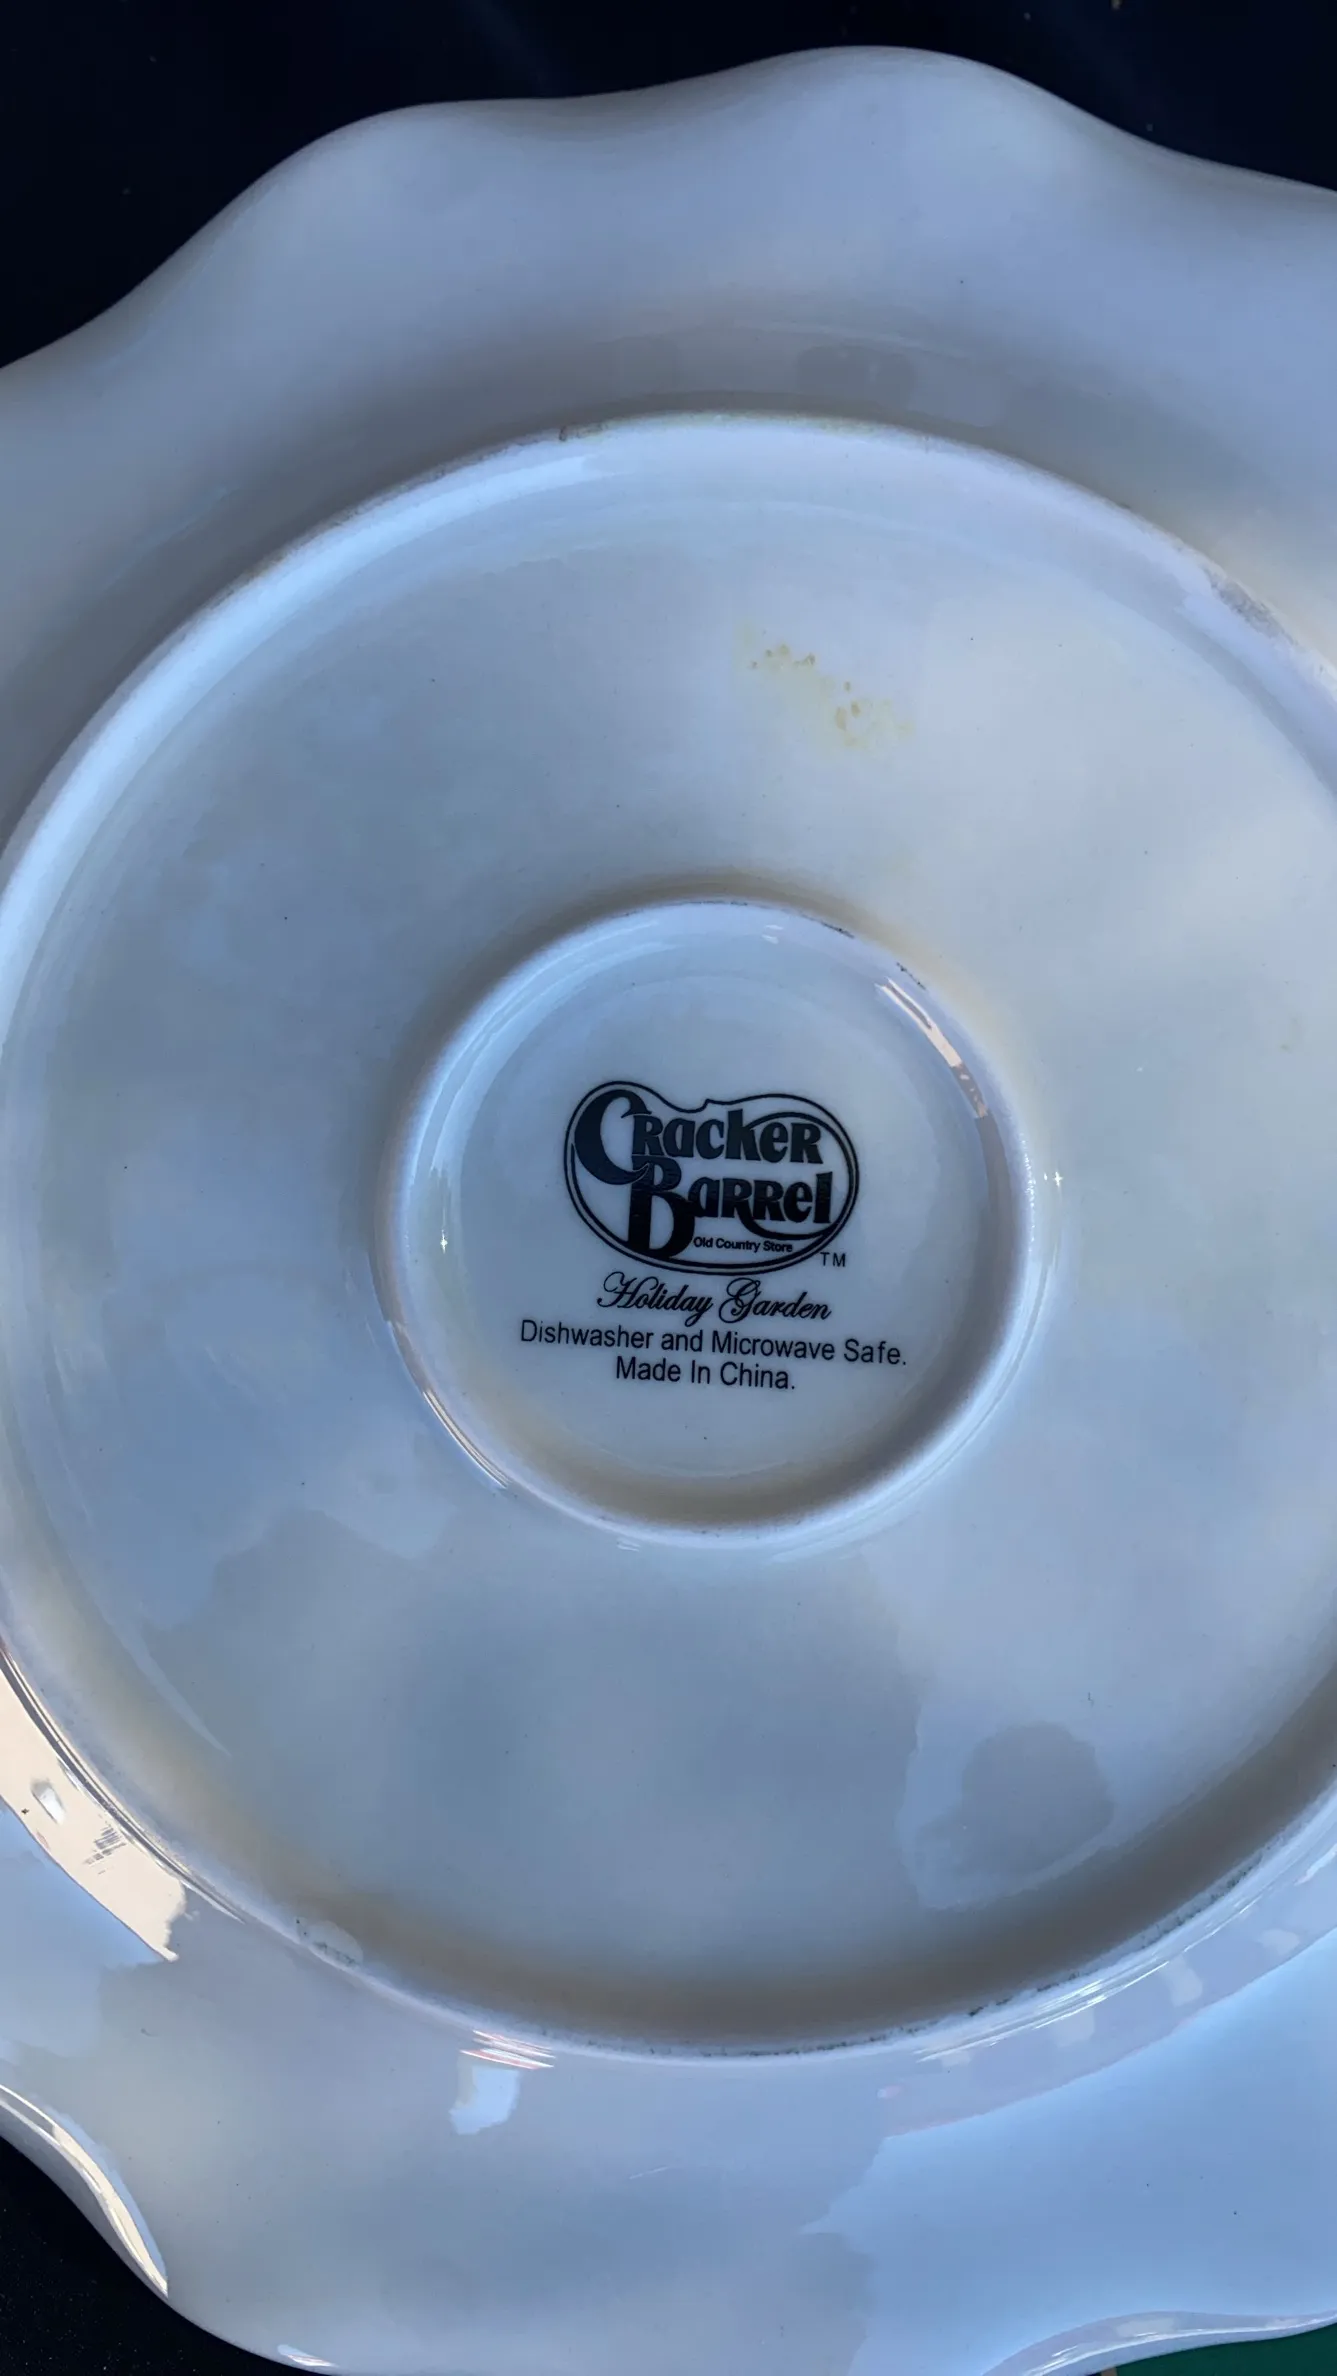 Cracker
Barrel
Old Country Store
TM
Holiday Garden
Dishwasher and Microwave Safe.
Made In China.